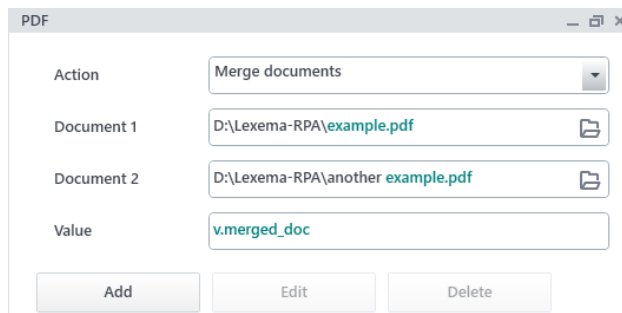 PDF
Action Merge documents
Document 1 D:\Lexema-RPA\example.pdf
Document 2 D:\Lexema-RPA\another example.pdf
Value v.merged_doc
Add Edit Delete